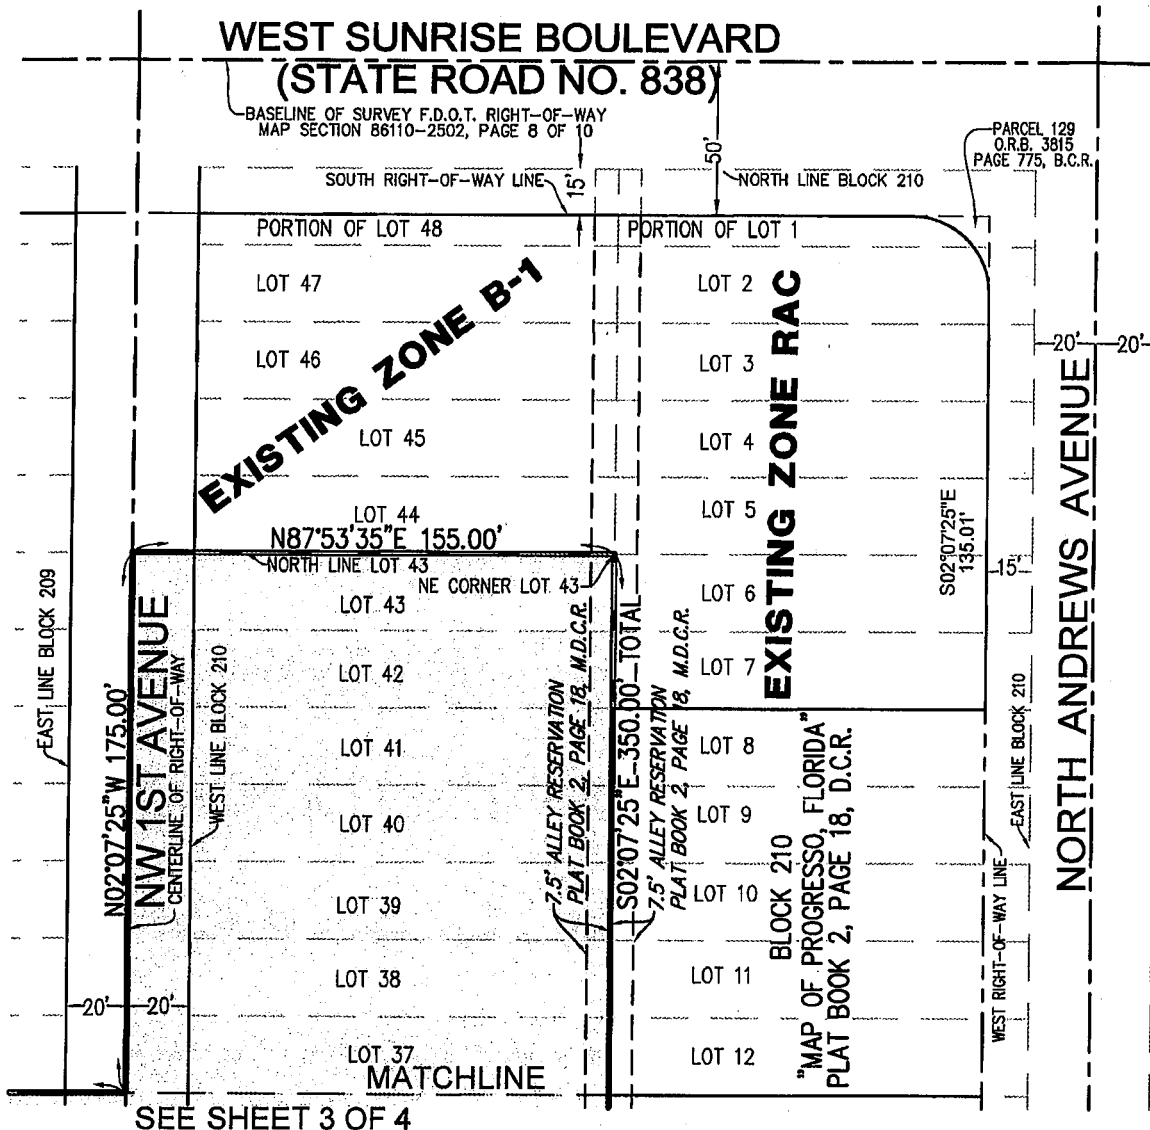 WEST SUNRISE BOULEVARD
(STATE ROAD NO. 838)
BASELINE OF SURVEY F.D.O.T. RIGHT-OF-WAY
MAP SECTION 86110-2502, PAGE 8 OF 10
PARCEL 129
O.R.B. 3815
PAGE 775, B.C.R.
50'
15'
SOUTH RIGHT-OF-WAY LINE
NORTH LINE BLOCK 210
PORTION OF LOT 48
PORTION OF LOT 1
LOT 47
LOT 2
LOT 46
LOT 3
LOT 45
LOT 4
LOT 44
LOT 5
EXISTING ZONE B-1
EXISTING ZONE RAC
20'
20'
NORTH ANDREWS AVENUE
S02°07'25"E
135.01'
15'
N87°53'35"E 155.00'
NORTH LINE LOT 43
NE CORNER LOT 43
LOT 43
LOT 6
LOT 42
LOT 7
LOT 41
LOT 8
LOT 40
LOT 9
LOT 39
LOT 10
LOT 38
LOT 11
LOT 37
LOT 12
EAST LINE BLOCK 209
N02°07'25"W 175.00'
NW 1ST AVENUE
CENTERLINE OF RIGHT-OF-WAY
WEST LINE BLOCK 210
7.5' ALLEY RESERVATION
PLAT BOOK 2, PAGE 18, M.D.C.R.
S02°07'25"E 350.00' TOTAL
7.5' ALLEY RESERVATION
PLAT BOOK 2, PAGE 18, M.D.C.R.
BLOCK 210
"MAP OF PROGRESSO, FLORIDA"
PLAT BOOK 2, PAGE 18, D.C.R.
WEST RIGHT-OF-WAY LINE
EAST LINE BLOCK 210
20'
20'
MATCHLINE
SEE SHEET 3 OF 4